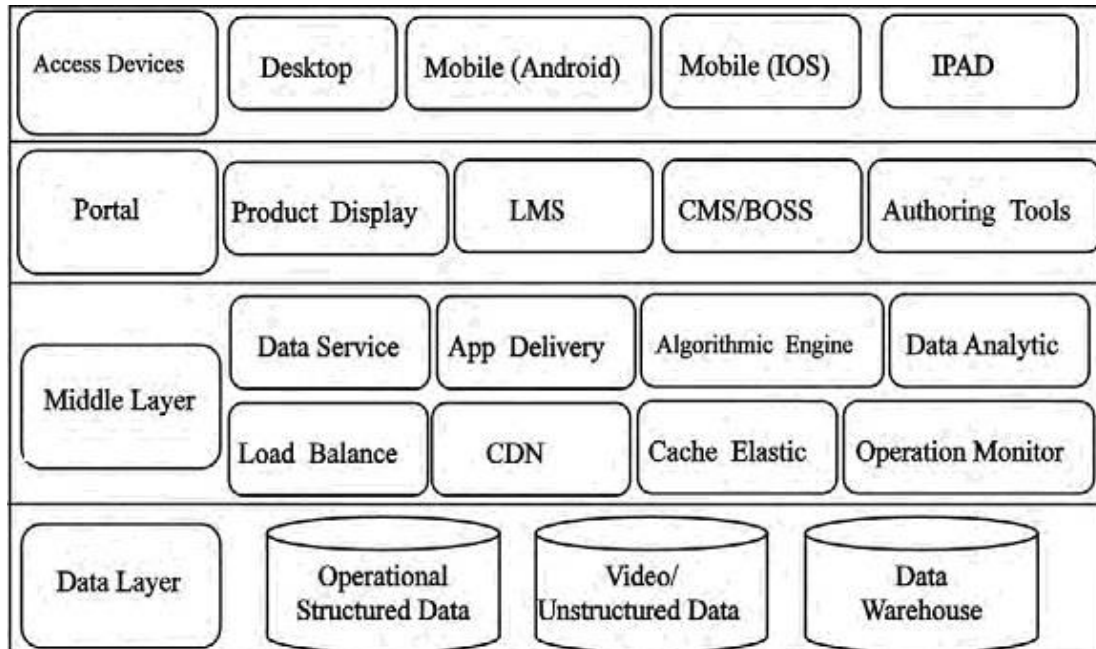 Access Devices
Desktop
Mobile (Android)
Mobile (IOS)
IPAD
Portal
Product Display
LMS
CMS/BOSS
Authoring Tools
Middle Layer
Data Service
App Delivery
Algorithmic Engine
Data Analytic
Load Balance
CDN
Cache Elastic
Operation Monitor
Data Layer
Operational
Structured Data
Video/
Unstructured Data
Data
Warehouse